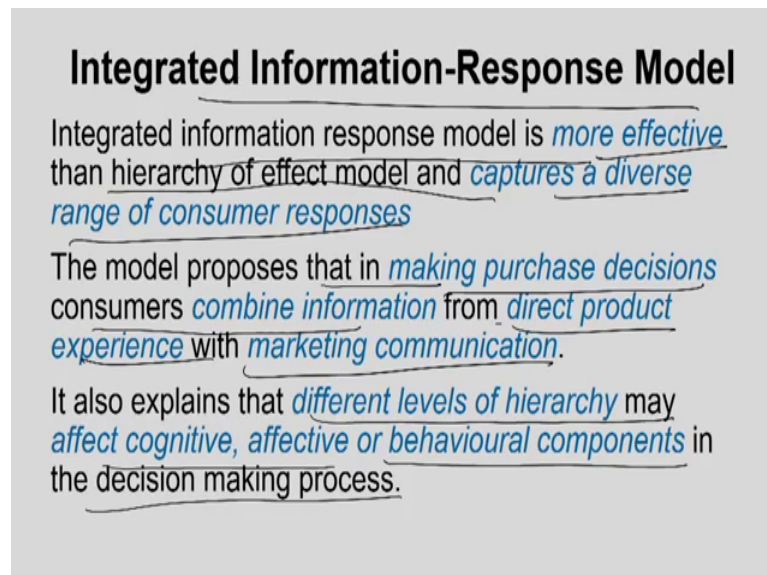 Integrated Information-Response Model
Integrated information response model is more effective
than hierarchy of effect model and captures a diverse
range of consumer responses
The model proposes that in making purchase decisions
consumers combine information from direct product
experience with marketing communication.
It also explains that different levels of hierarchy may
affect cognitive, affective or behavioural components in
the decision making process.